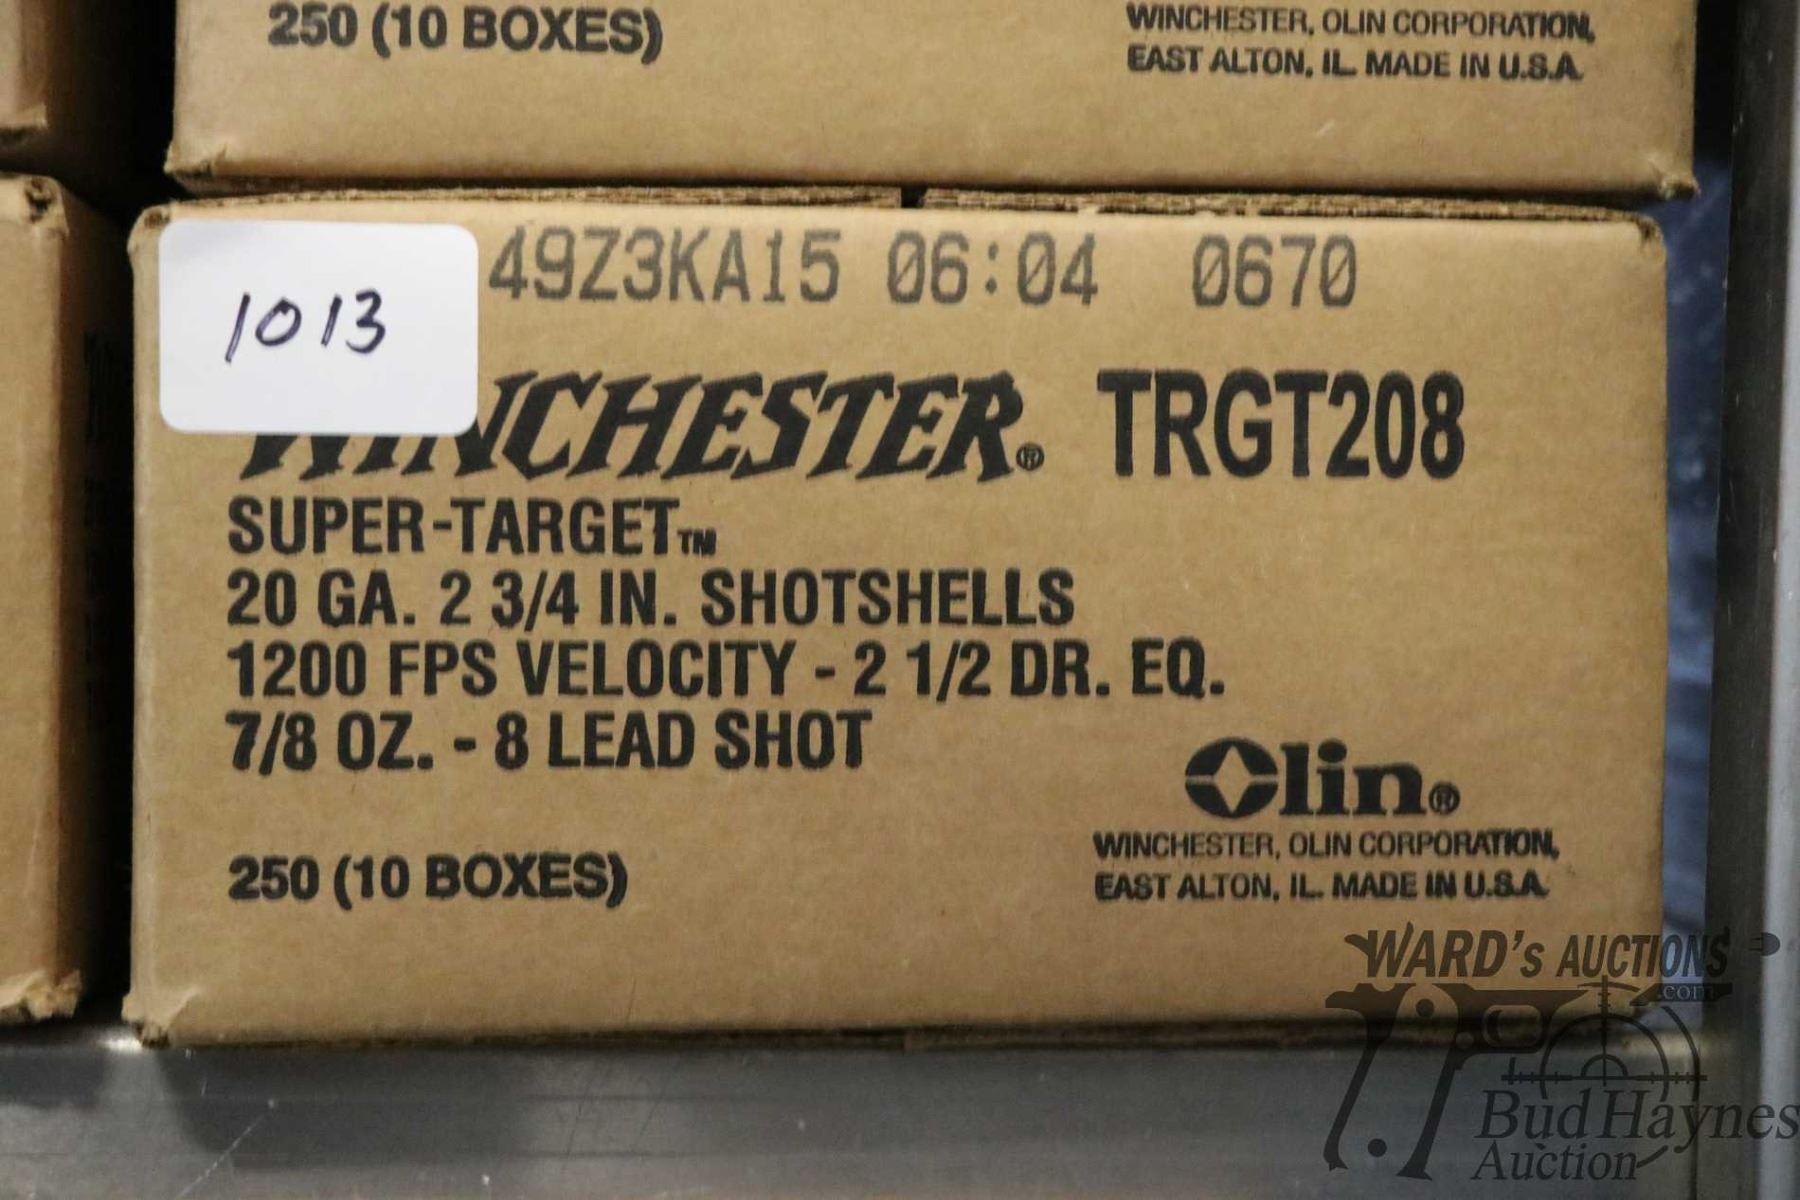 250 (10 BOXES)
WINCHESTER, OLIN CORPORATION,
EAST ALTON, IL. MADE IN U.S.A.
1013
49Z3KA15 06:04 0670
WINCHESTER® TRGT208
SUPER-TARGET™
20 GA. 2 3/4 IN. SHOTSHELLS
1200 FPS VELOCITY - 2 1/2 DR. EQ.
7/8 OZ. - 8 LEAD SHOT
Olin®
250 (10 BOXES)
WINCHESTER, OLIN CORPORATION,
EAST ALTON, IL. MADE IN U.S.A.
WARD's AUCTIONS
.com
Bud Haynes
Auction